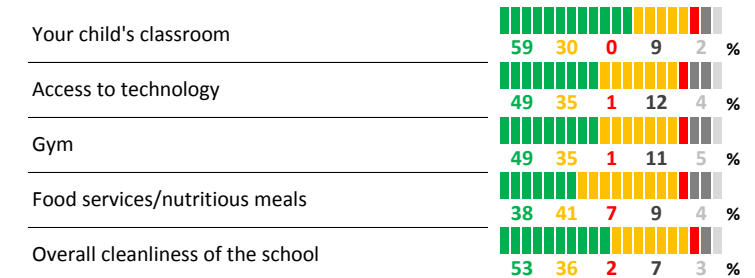 Your child's classroom
59 30 0 9 2 %
Access to technology
49 35 1 12 4 %
Gym
49 35 1 11 5 %
Food services/nutritious meals
38 41 7 9 4 %
Overall cleanliness of the school
53 36 2 7 3 %